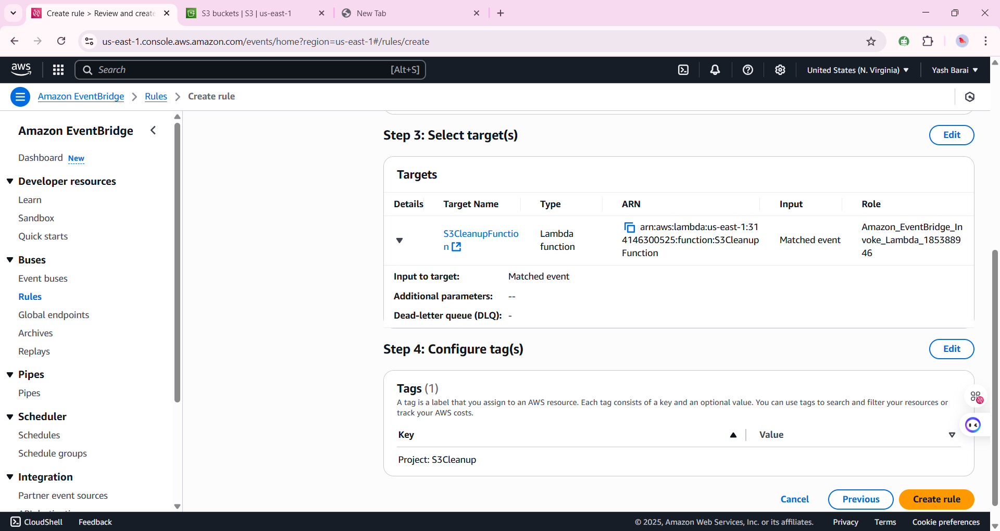 Create rule > Review and create
S3 buckets | S3 | us-east-1
New Tab
us-east-1.console.aws.amazon.com/events/home?region=us-east-1#/rules/create
aws
Search
[Alt+S]
United States (N. Virginia)
Yash Barai
Amazon EventBridge
Rules
Create rule
Amazon EventBridge
Dashboard New
Developer resources
Learn
Sandbox
Quick starts
Buses
Event buses
Rules
Global endpoints
Archives
Replays
Pipes
Pipes
Scheduler
Schedules
Schedule groups
Integration
Partner event sources
Step 3: Select target(s)
Edit
Targets
Details Target Name Type ARN Input Role
S3CleanupFunctio
n
Lambda
function
arn:aws:lambda:us-east-1:31
4146300525:function:S3Cleanup
Function
Matched event
Amazon_EventBridge_In
voke_Lambda_1853889
46
Input to target: Matched event
Additional parameters: --
Dead-letter queue (DLQ): -
Step 4: Configure tag(s)
Edit
Tags (1)
A tag is a label that you assign to an AWS resource. Each tag consists of a key and an optional value. You can use tags to search and filter your resources or
track your AWS costs.
Key Value
Project: S3Cleanup
Cancel
Previous
Create rule
CloudShell
Feedback
© 2025, Amazon Web Services, Inc. or its affiliates.
Privacy
Terms
Cookie preferences